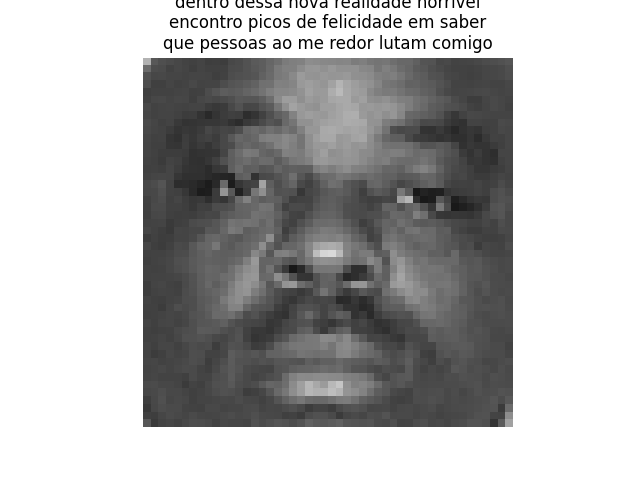 dentro dessa nova realidade horrível
encontro picos de felicidade em saber
que pessoas ao me redor lutam comigo